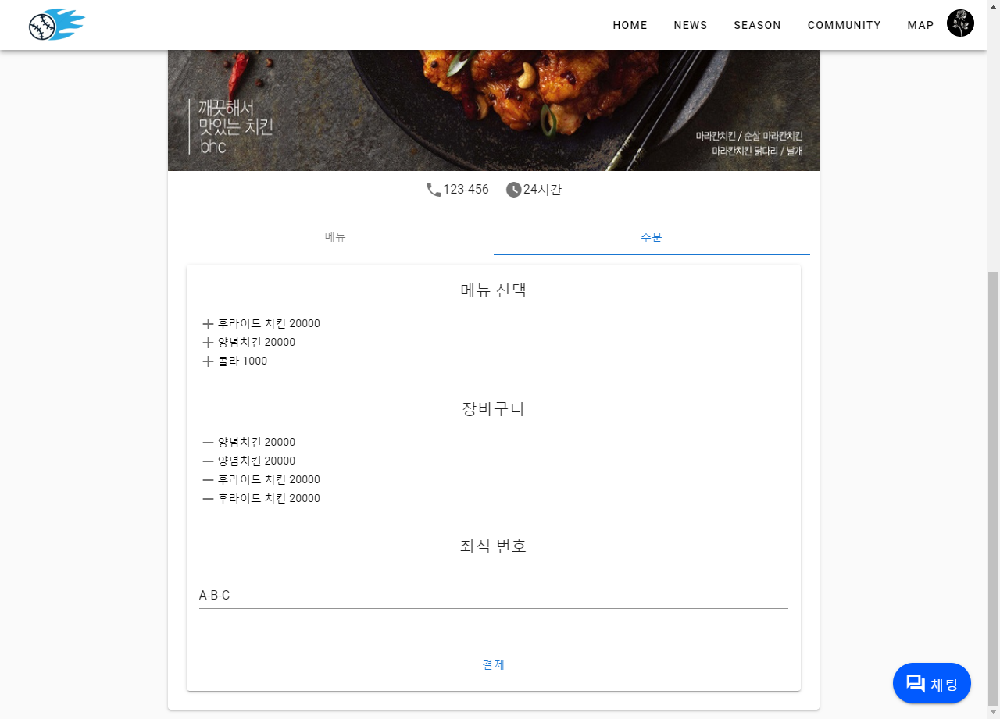 HOME NEWS SEASON COMMUNITY MAP
깨끗해서
맛있는 치킨
bhc
마라칸치킨 / 순살 마라칸치킨
마라칸치킨 닭다리 / 날개
123-456 24시간
메뉴 주문
메뉴 선택
후라이드 치킨 20000
양념치킨 20000
콜라 1000
장바구니
양념치킨 20000
양념치킨 20000
후라이드 치킨 20000
후라이드 치킨 20000
좌석 번호
A-B-C
결제
채팅